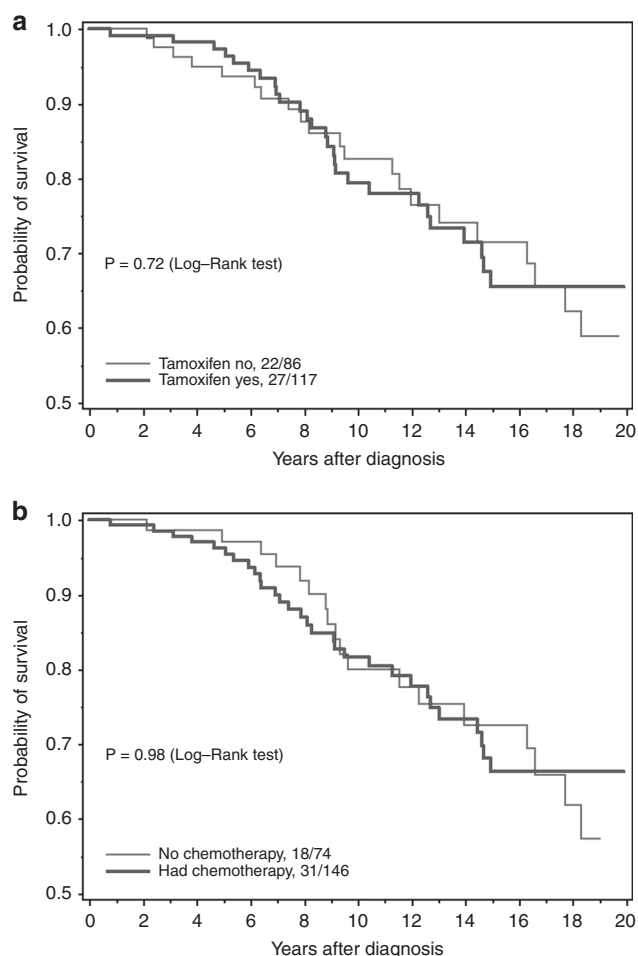 a
1.0
0.9
0.8
0.7
0.6
0.5
Probability of survival
P = 0.72 (Log–Rank test)
Tamoxifen no, 22/86
Tamoxifen yes, 27/117
0 2 4 6 8 10 12 14 16 18 20
Years after diagnosis
b
1.0
0.9
0.8
0.7
0.6
0.5
Probability of survival
P = 0.98 (Log–Rank test)
No chemotherapy, 18/74
Had chemotherapy, 31/146
0 2 4 6 8 10 12 14 16 18 20
Years after diagnosis